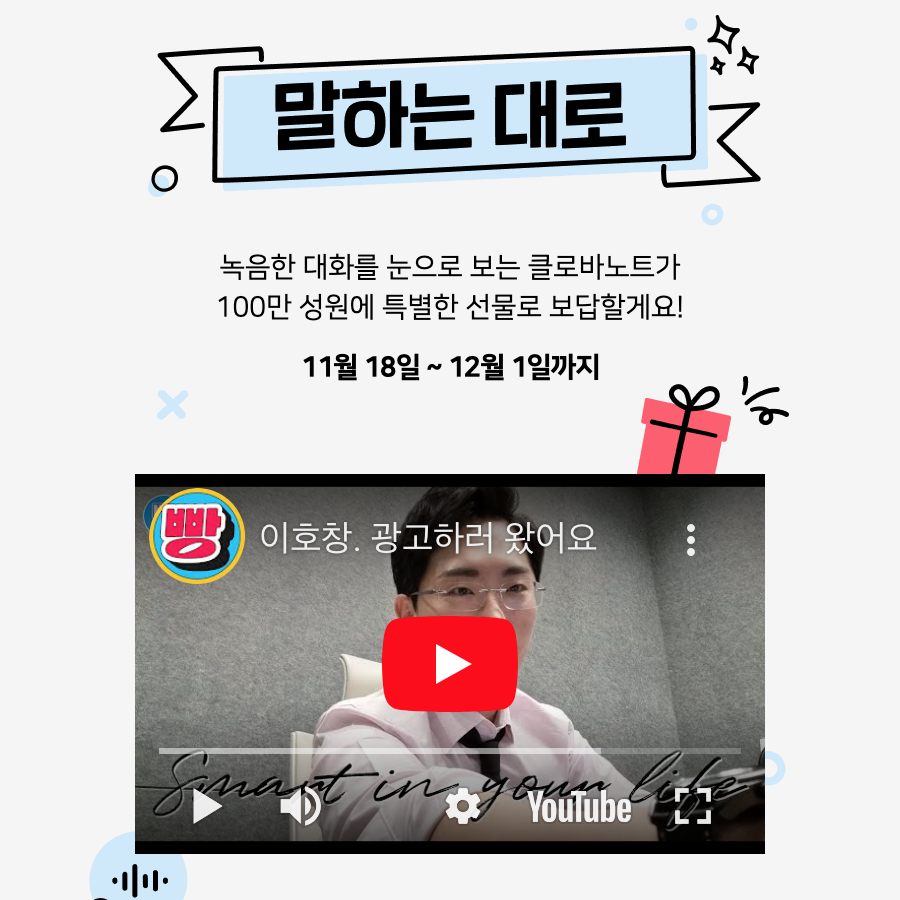 말하는 대로
녹음한 대화를 눈으로 보는 클로바노트가
100만 성원에 특별한 선물로 보답할게요!
11월 18일 ~ 12월 1일까지
빵
이호창. 광고하러 왔어요
Smart in your life
YouTube